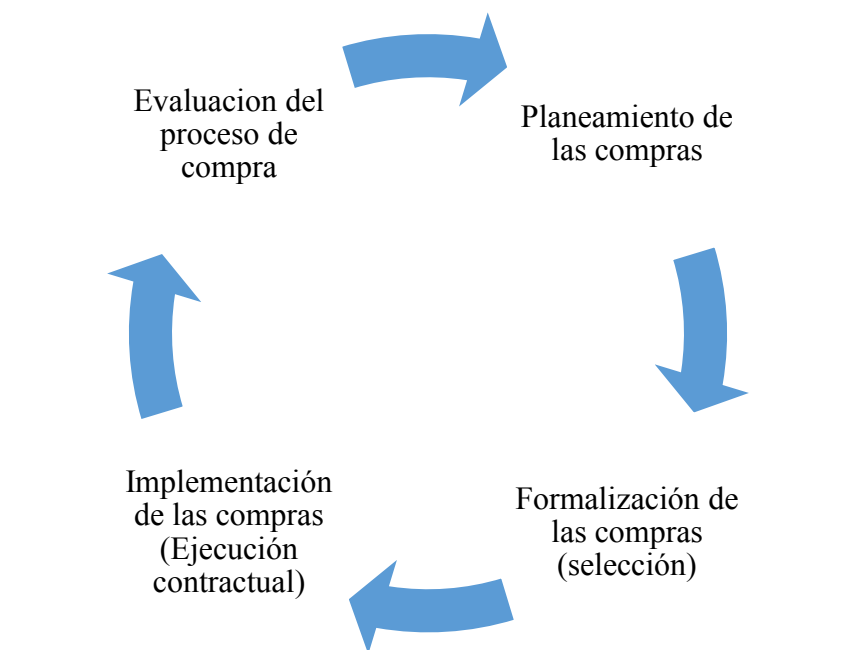 Evaluacion del
proceso de
compra
Planeamiento de
las compras
Formalización de
las compras
(selección)
Implementación
de las compras
(Ejecución
contractual)